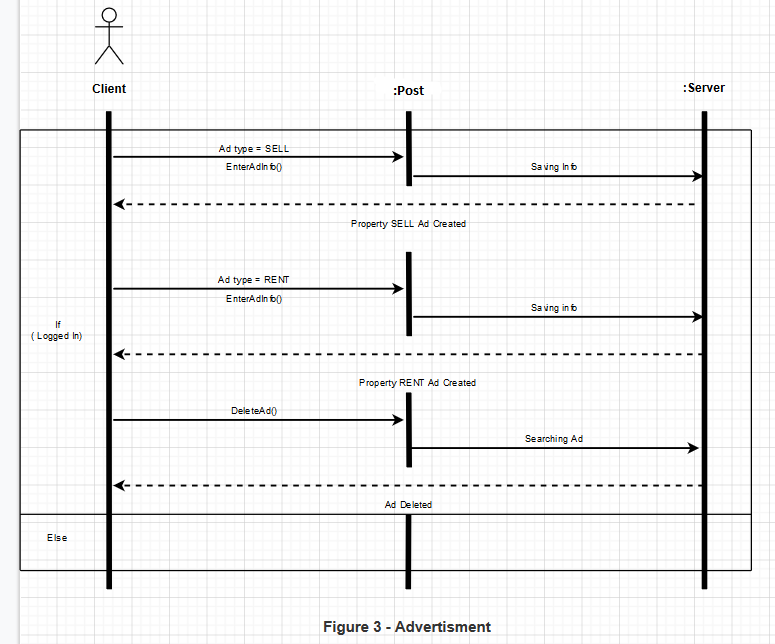 Client
:Post
:Server
Ad type = SELL
EnterAdInfo()
Saving Info
Property SELL Ad Created
Ad type = RENT
EnterAdInfo()
Saving info
If
( Logged In)
Property RENT Ad Created
DeleteAd()
Searching Ad
Ad Deleted
Else
Figure 3 - Advertisment